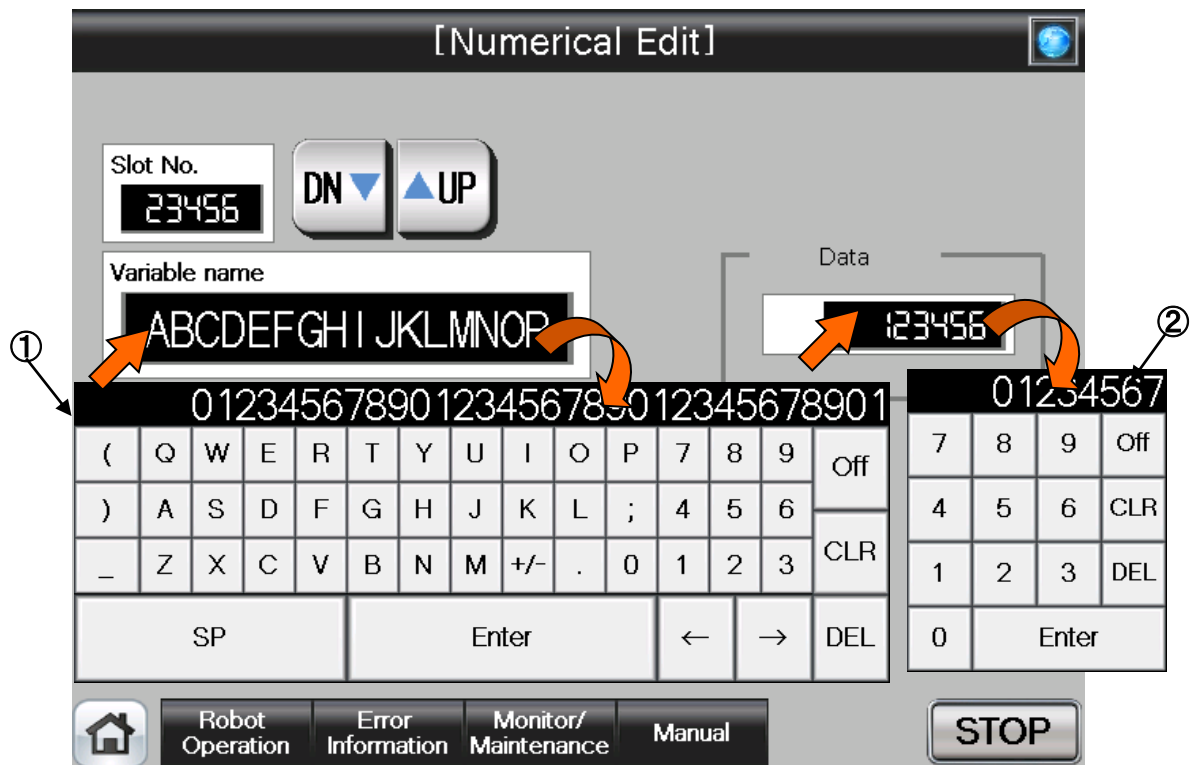 [Numerical Edit]
Slot No.
23456
DN ▼ ▲ UP
Variable name
ABCDEFGHIJKLMNOP
Data
123456
①
②
01234567890123456789012345678901
( Q W E R T Y U I O P 7 8 9 Off
) A S D F G H J K L ; 4 5 6
_ Z X C V B N M +/- . 0 1 2 3 CLR
SP Enter ← → DEL
01234567
7 8 9 Off
4 5 6 CLR
1 2 3 DEL
0 Enter
Robot
Operation
Error
Information
Monitor/
Maintenance
Manual
STOP